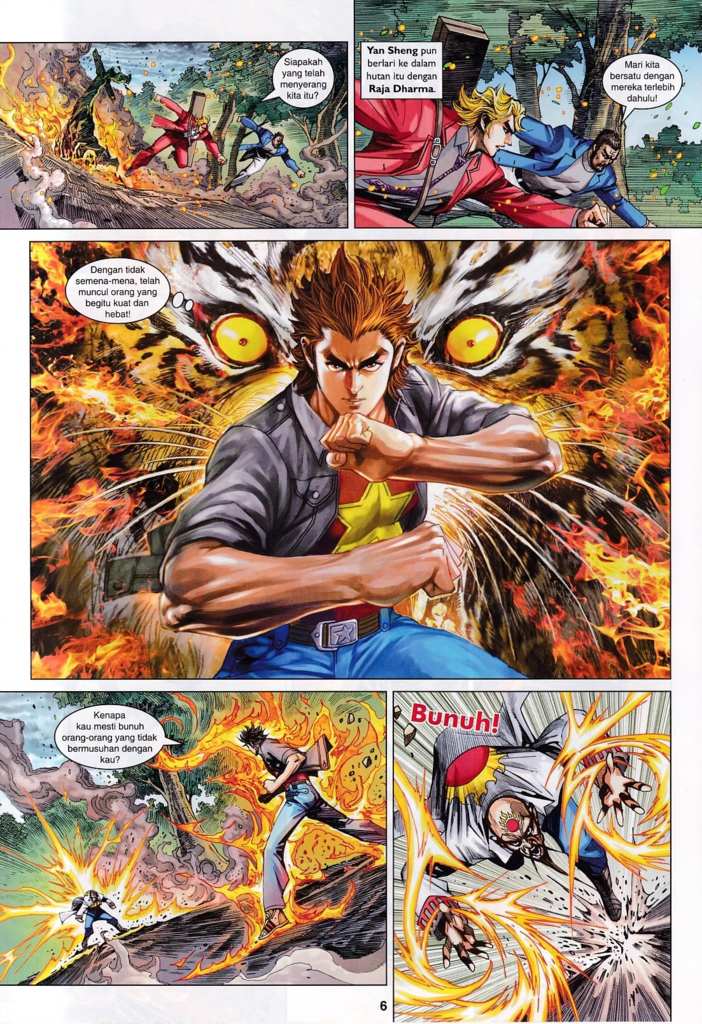 Siapakah
yang telah
menyerang
kita itu?
Yan Sheng pun
berlari ke dalam
hutan itu dengan
Raja Dharma.
Mari kita
bersatu dengan
mereka terlebih
dahulu!
Dengan tidak
semena-mena, telah
muncul orang yang
begitu kuat dan
hebat!
Kenapa
kau mesti bunuh
orang-orang yang tidak
bermusuhan dengan
kau?
Bunuh!
6